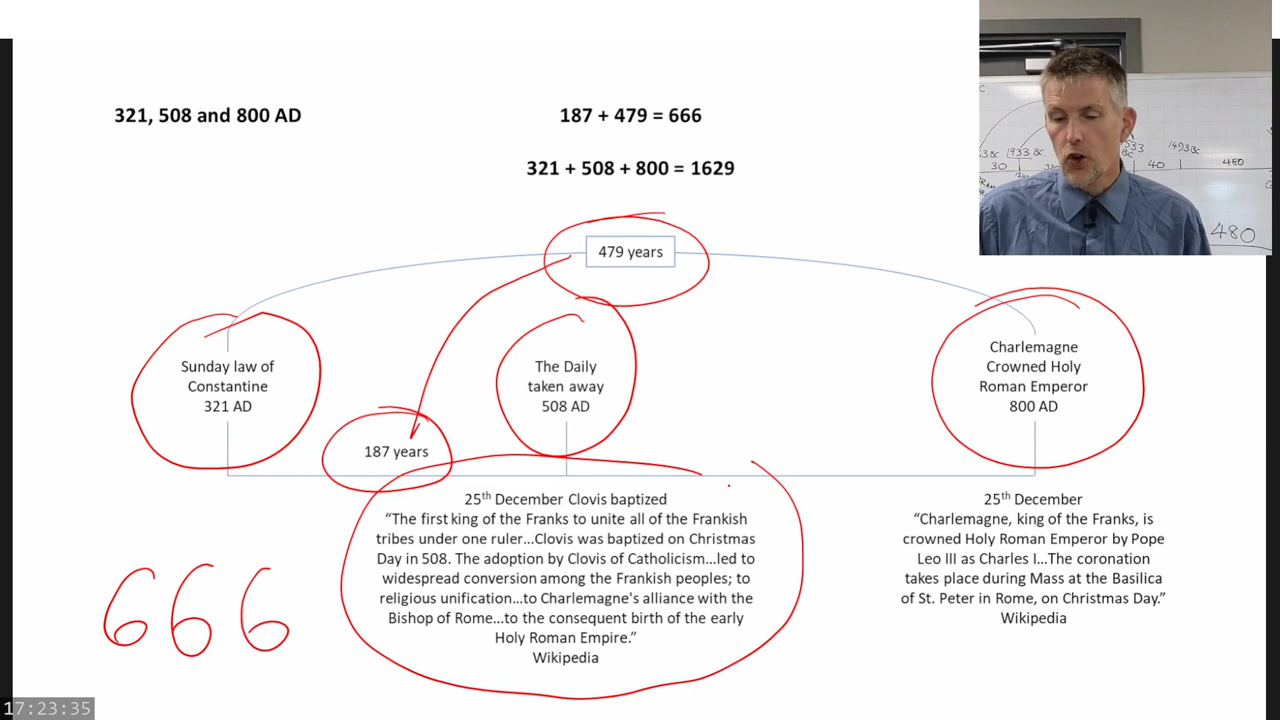 321, 508 and 800 AD
187 + 479 = 666
321 + 508 + 800 = 1629
479 years
Sunday law of
Constantine
321 AD
The Daily
taken away
508 AD
Charlemagne
Crowned Holy
Roman Emperor
800 AD
187 years
25th December Clovis baptized
“The first king of the Franks to unite all of the Frankish
tribes under one ruler…Clovis was baptized on Christmas
Day in 508. The adoption by Clovis of Catholicism…led to
widespread conversion among the Frankish peoples; to
religious unification…to Charlemagne's alliance with the
Bishop of Rome…to the consequent birth of the early
Holy Roman Empire.”
Wikipedia
25th December
“Charlemagne, king of the Franks, is
crowned Holy Roman Emperor by Pope
Leo III as Charles I…The coronation
takes place during Mass at the Basilica
of St. Peter in Rome, on Christmas Day.”
Wikipedia
666
1933 BC
1493BC
30
40
480
480
17:23:35